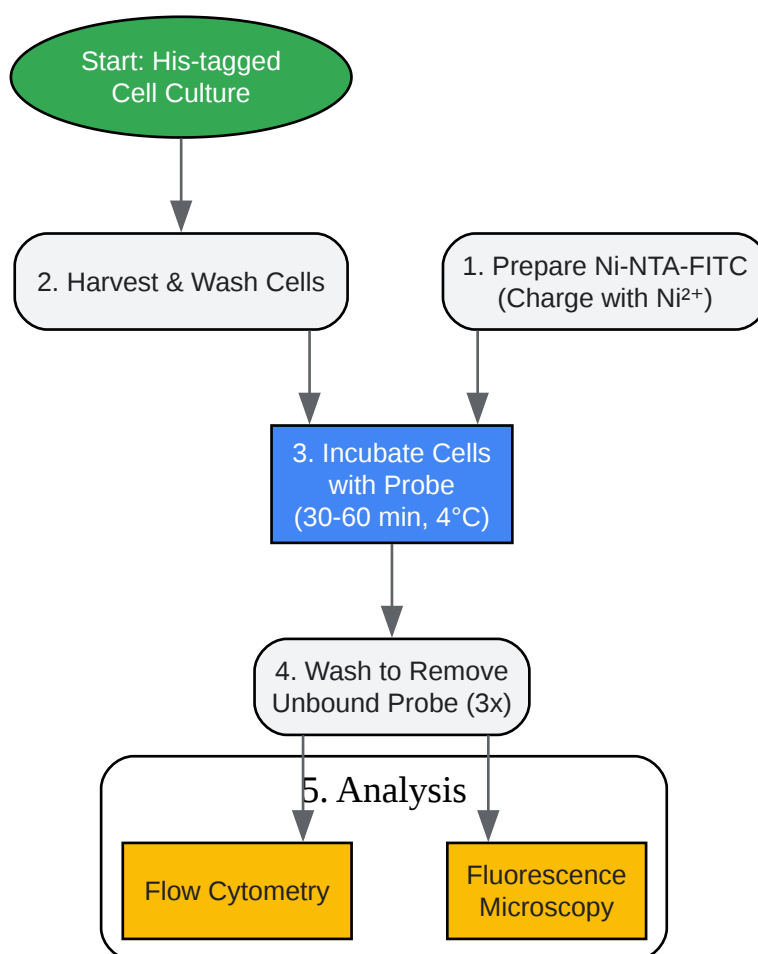 Start: His-tagged
Cell Culture
2. Harvest & Wash Cells
1. Prepare Ni-NTA-FITC
(Charge with Ni²⁺)
3. Incubate Cells
with Probe
(30-60 min, 4°C)
4. Wash to Remove
Unbound Probe (3x)
5. Analysis
Flow Cytometry
Fluorescence
Microscopy